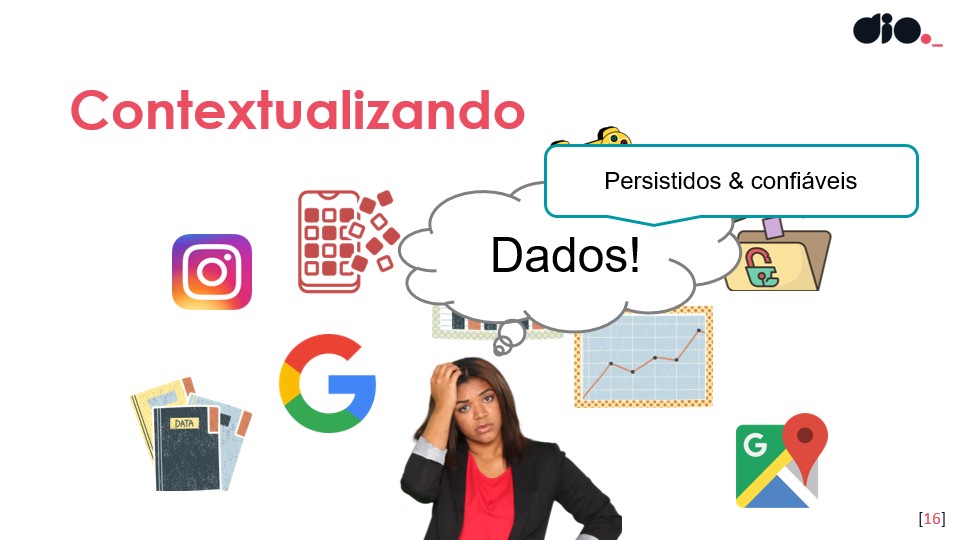 dio._
Contextualizando
Persistidos & confiáveis
Dados!
DATA
G
G
[16]